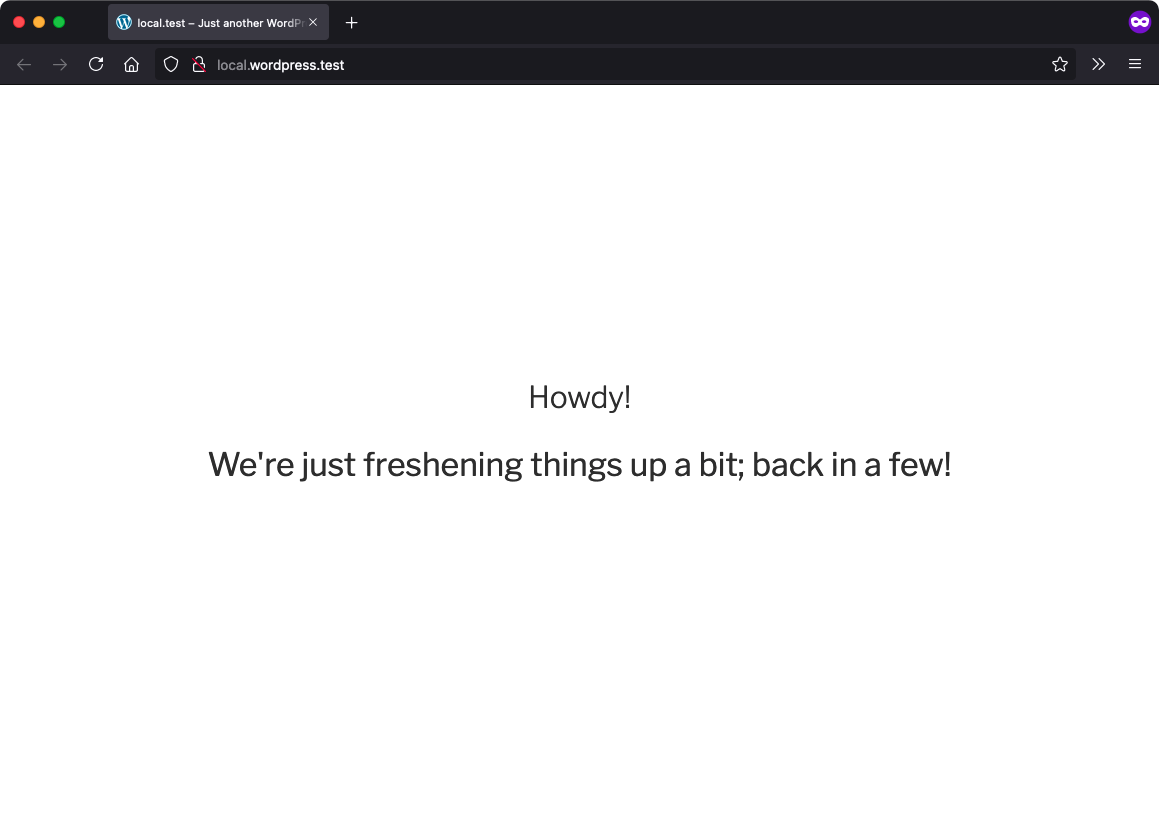 local.test – Just another WordPr
local.wordpress.test
Howdy!
We're just freshening things up a bit; back in a few!